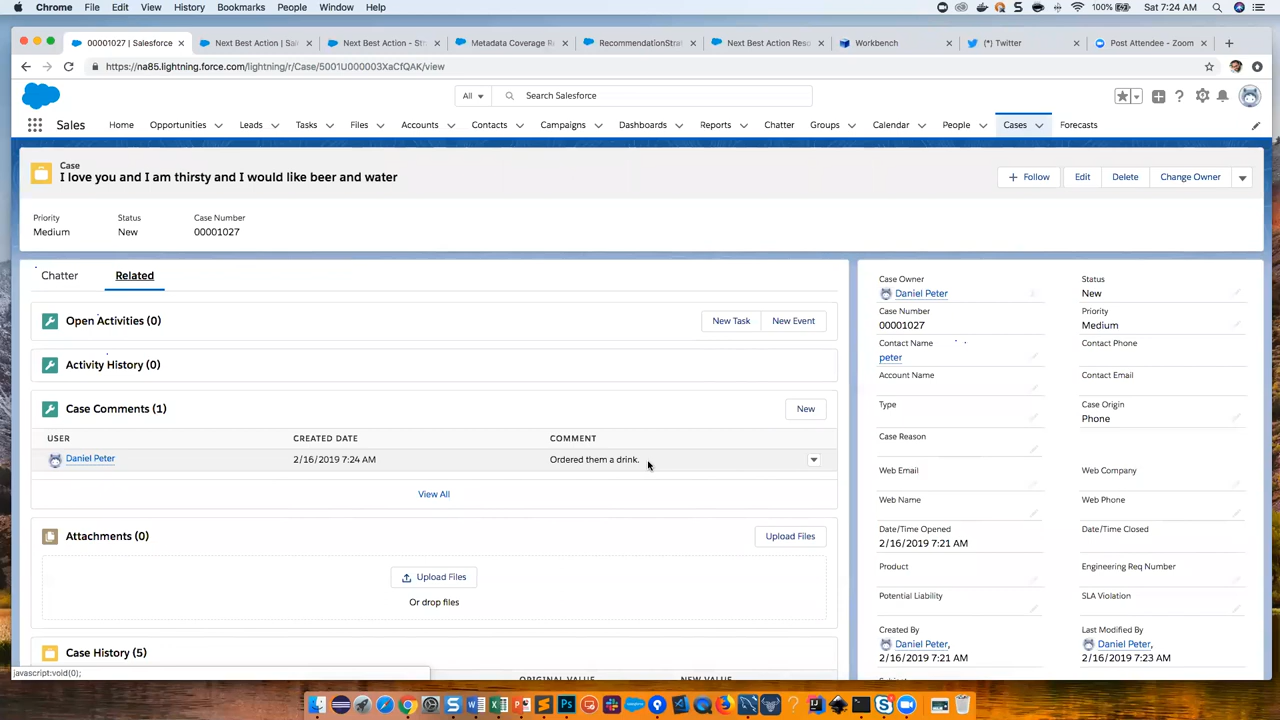 Chrome File Edit View History Bookmarks People Window Help 100% Sat 7:24 AM
00001027 | Salesforce Next Best Action | Sal Next Best Action - St Metadata Coverage R RecommendationStrat Next Best Action Reso Workbench (*) Twitter Post Attendee - Zoom
https://na85.lightning.force.com/lightning/r/Case/5001U000003XaCfQAK/view
All Search Salesforce
Sales Home Opportunities Leads Tasks Files Accounts Contacts Campaigns Dashboards Reports Chatter Groups Calendar People Cases Forecasts
Case
I love you and I am thirsty and I would like beer and water
+ Follow Edit Delete Change Owner
Priority Status Case Number
Medium New 00001027
Chatter Related
Open Activities (0) New Task New Event
Activity History (0)
Case Comments (1) New
USER CREATED DATE COMMENT
Daniel Peter 2/16/2019 7:24 AM Ordered them a drink.
View All
Attachments (0) Upload Files
Upload Files
Or drop files
Case History (5)
ORIGINAL VALUE NEW VALUE
javascript:void(0);
Case Owner Status
Daniel Peter New
Case Number Priority
00001027 Medium
Contact Name Contact Phone
peter
Account Name Contact Email
Type Case Origin
Phone
Case Reason
Web Email Web Company
Web Name Web Phone
Date/Time Opened Date/Time Closed
2/16/2019 7:21 AM
Product Engineering Req Number
Potential Liability SLA Violation
Created By Last Modified By
Daniel Peter, Daniel Peter,
2/16/2019 7:21 AM 2/16/2019 7:23 AM